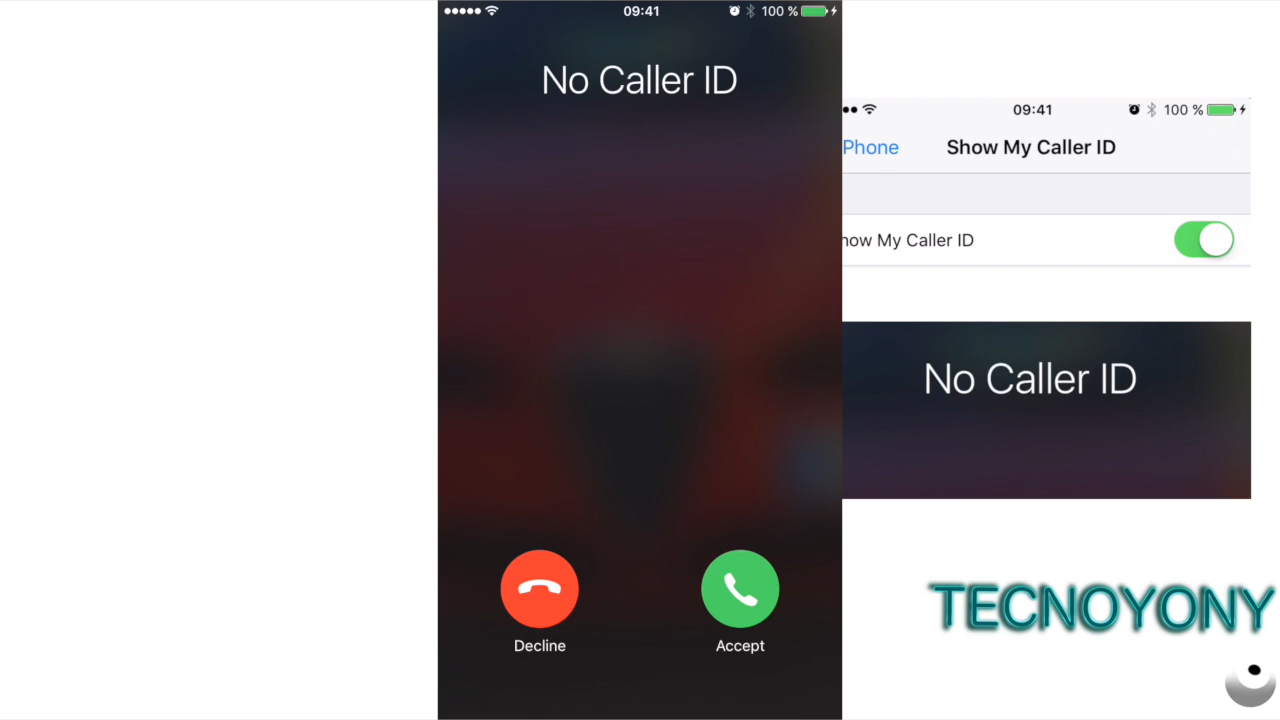 09:41
100 %
No Caller ID
Decline
Accept
09:41
100 %
Phone
Show My Caller ID
how My Caller ID
No Caller ID
TECNOYONY